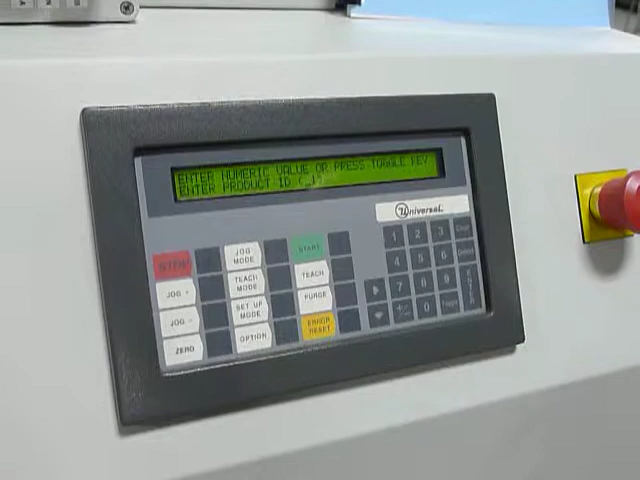 ENTER NUMERIC VALUE OR PRESS TOGGLE KEY
ENTER PRODUCT ID (_1)
Universal
STOP
JOG +
JOG -
ZERO
JOG MODE
TEACH MODE
SET UP MODE
OPTION
START
TEACH
PURGE
ERROR RESET
1 2 3
4 5 6
7 8 9
0
ENTER